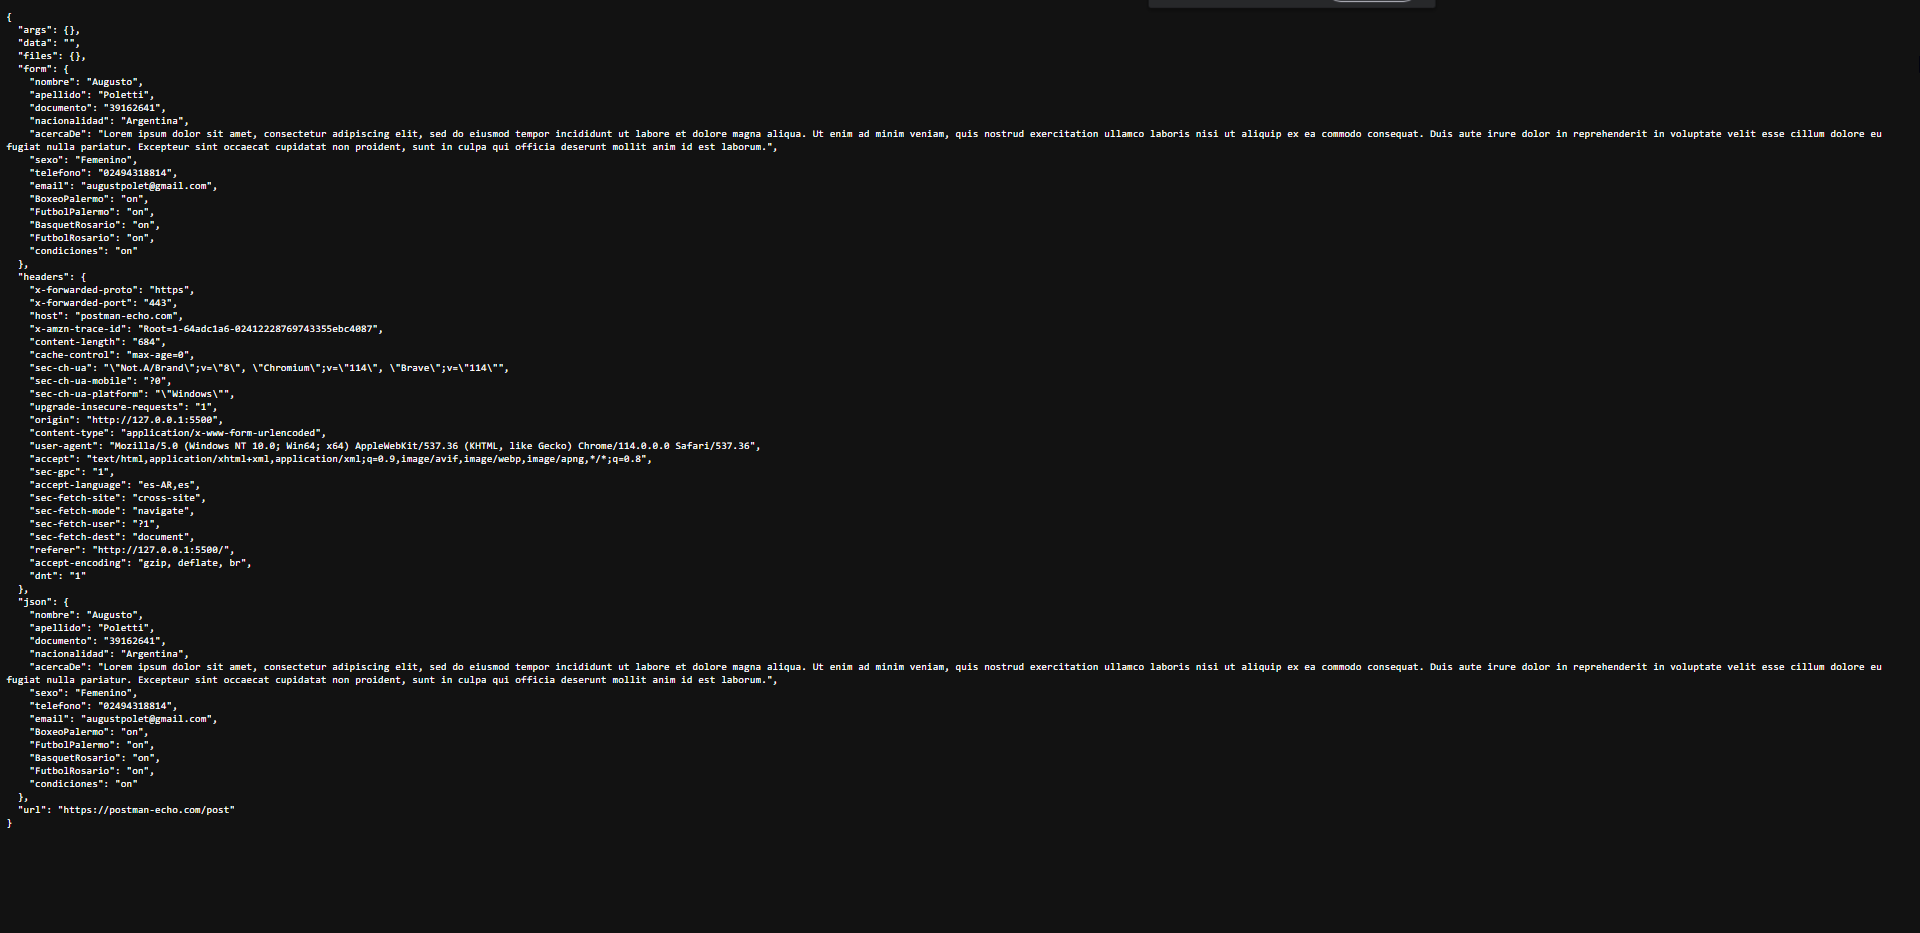 {
  "args": {},
  "data": "",
  "files": {},
  "form": {
    "nombre": "Augusto",
    "apellido": "Poletti",
    "documento": "39162641",
    "nacionalidad": "Argentina",
    "acercaDe": "Lorem ipsum dolor sit amet, consectetur adipiscing elit, sed do eiusmod tempor incididunt ut labore et dolore magna aliqua. Ut enim ad minim veniam, quis nostrud exercitation ullamco laboris nisi ut aliquip ex ea commodo consequat. Duis aute irure dolor in reprehenderit in voluptate velit esse cillum dolore eu
fugiat nulla pariatur. Excepteur sint occaecat cupidatat non proident, sunt in culpa qui officia deserunt mollit anim id est laborum.",
    "sexo": "Femenino",
    "telefono": "02494318814",
    "email": "augustpolet@gmail.com",
    "BoxeoPalermo": "on",
    "FutbolPalermo": "on",
    "BasquetRosario": "on",
    "FutbolRosario": "on",
    "condiciones": "on"
  },
  "headers": {
    "x-forwarded-proto": "https",
    "x-forwarded-port": "443",
    "host": "postman-echo.com",
    "x-amzn-trace-id": "Root=1-64adc1a6-02412228769743355ebc4087",
    "content-length": "684",
    "cache-control": "max-age=0",
    "sec-ch-ua": "\"Not.A/Brand\";v=\"8\", \"Chromium\";v=\"114\", \"Brave\";v=\"114\"",
    "sec-ch-ua-mobile": "?0",
    "sec-ch-ua-platform": "\"Windows\"",
    "upgrade-insecure-requests": "1",
    "origin": "http://127.0.0.1:5500",
    "content-type": "application/x-www-form-urlencoded",
    "user-agent": "Mozilla/5.0 (Windows NT 10.0; Win64; x64) AppleWebKit/537.36 (KHTML, like Gecko) Chrome/114.0.0.0 Safari/537.36",
    "accept": "text/html,application/xhtml+xml,application/xml;q=0.9,image/avif,image/webp,image/apng,*/*;q=0.8",
    "sec-gpc": "1",
    "accept-language": "es-AR,es",
    "sec-fetch-site": "cross-site",
    "sec-fetch-mode": "navigate",
    "sec-fetch-user": "?1",
    "sec-fetch-dest": "document",
    "referer": "http://127.0.0.1:5500/",
    "accept-encoding": "gzip, deflate, br",
    "dnt": "1"
  },
  "json": {
    "nombre": "Augusto",
    "apellido": "Poletti",
    "documento": "39162641",
    "nacionalidad": "Argentina",
    "acercaDe": "Lorem ipsum dolor sit amet, consectetur adipiscing elit, sed do eiusmod tempor incididunt ut labore et dolore magna aliqua. Ut enim ad minim veniam, quis nostrud exercitation ullamco laboris nisi ut aliquip ex ea commodo consequat. Duis aute irure dolor in reprehenderit in voluptate velit esse cillum dolore eu
fugiat nulla pariatur. Excepteur sint occaecat cupidatat non proident, sunt in culpa qui officia deserunt mollit anim id est laborum.",
    "sexo": "Femenino",
    "telefono": "02494318814",
    "email": "augustpolet@gmail.com",
    "BoxeoPalermo": "on",
    "FutbolPalermo": "on",
    "BasquetRosario": "on",
    "FutbolRosario": "on",
    "condiciones": "on"
  },
  "url": "https://postman-echo.com/post"
}